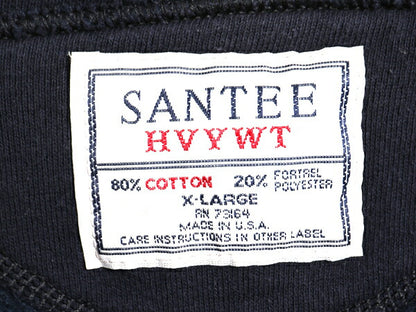 SANTEE
HVYWT
80% COTTON 20% FORTREL POLYESTER
X-LARGE
RN 73164
MADE IN U.S.A.
CARE INSTRUCTIONS IN OTHER LABEL